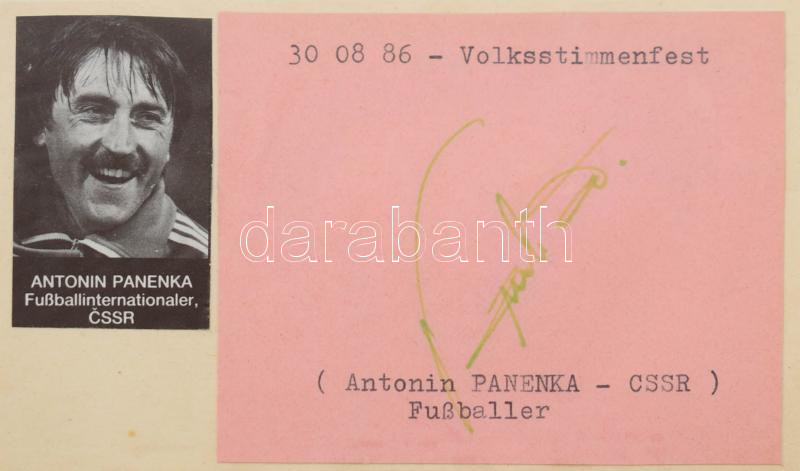 30 08 86 - Volksstimmenfest
darabanth
ANTONIN PANENKA
Fußballinternationaler,
ČSSR
( Antonin PANENKA - CSSR )
Fußballer